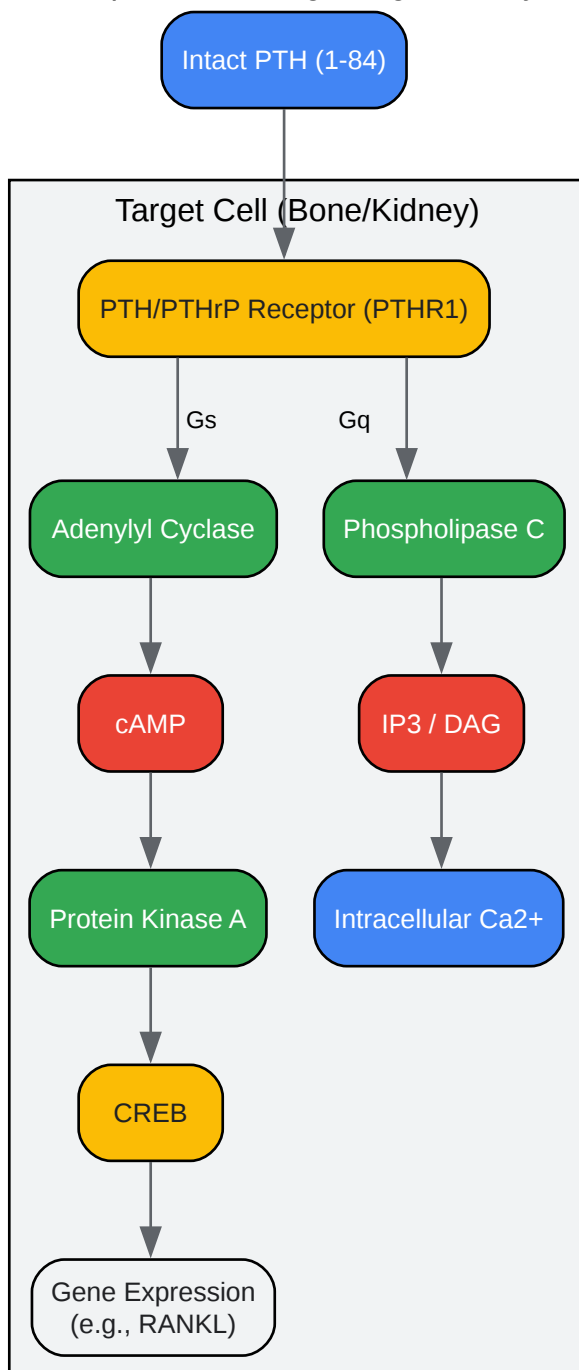 Intact PTH (1-84)
Target Cell (Bone/Kidney)
PTH/PTHrP Receptor (PTHR1)
Gs
Gq
Adenylyl Cyclase
Phospholipase C
cAMP
IP3 / DAG
Protein Kinase A
Intracellular Ca2+
CREB
Gene Expression
(e.g., RANKL)